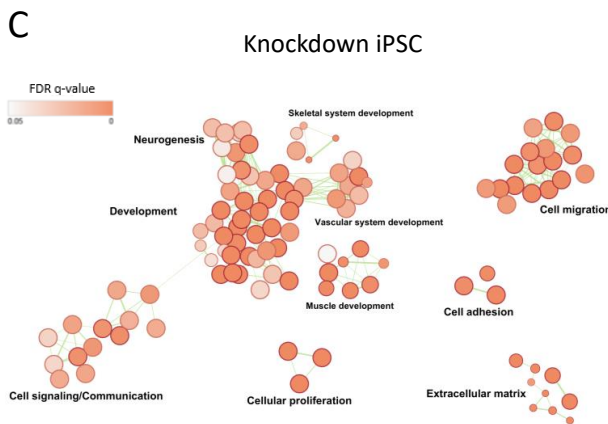 C
Knockdown iPSC
FDR q-value
0.05 0
Skeletal system development
Neurogenesis
Development
Vascular system development
Cell migration
Muscle development
Cell adhesion
Cell signaling/Communication
Cellular proliferation
Extracellular matrix